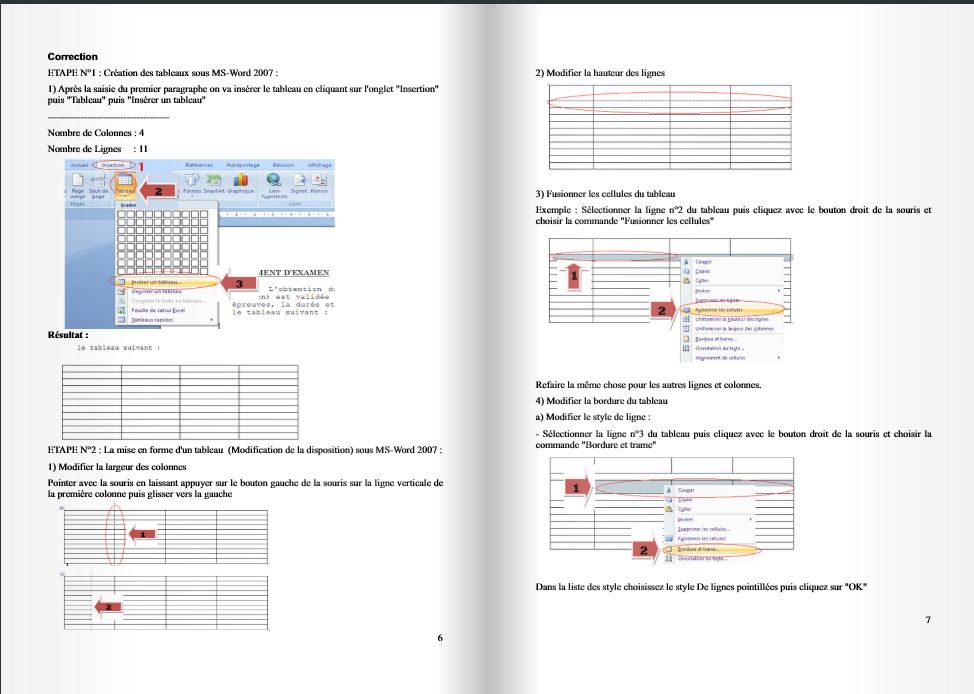 Correction
ETAPE N°1 : Création des tableaux sous MS-Word 2007 :
1) Après la saisie du premier paragraphe on va insérer le tableau en cliquant sur l'onglet "Insertion"
puis "Tableau" puis "Insérer un tableau"
Nombre de Colonnes : 4
Nombre de Lignes : 11
Accueil Insertion 1 Références Publipostage Révision Affichage
Page vierge
Saut de page
Tableau
2
Formes SmartArt Graphique
Lien hypertexte
Signet Renvoi
Pages
Liens
Insérer un tableau...
3
Dessiner un tableau
Convertir le texte en tableau...
Feuille de calcul Excel
Tableaux rapides
MENT D'EXAMEN
L'obtention du
on) est validée
épreuves, la durée et
le tableau suivant :
Résultat :
le tableau suivant :
ETAPE N°2 : La mise en forme d'un tableau (Modification de la disposition) sous MS-Word 2007 :
1) Modifier la largeur des colonnes
Pointer avec la souris en laissant appuyer sur le bouton gauche de la souris sur la ligne verticale de
la première colonne puis glisser vers la gauche
1
2
6
2) Modifier la hauteur des lignes
3) Fusionner les cellules du tableau
Exemple : Sélectionner la ligne n°2 du tableau puis cliquez avec le bouton droit de la souris et
choisir la commande "Fusionner les cellules"
1
2
Couper
Copier
Coller
Insérer
Supprimer les lignes
Fusionner les cellules
Uniformiser la hauteur des lignes
Uniformiser la largeur des colonnes
Bordure et trame...
Orientation du texte...
Alignement de cellules
Refaire la même chose pour les autres lignes et colonnes.
4) Modifier la bordure du tableau
a) Modifier le style de ligne :
- Sélectionner la ligne n°3 du tableau puis cliquez avec le bouton droit de la souris et choisir la
commande "Bordure et trame"
1
Couper
Copier
Coller
Insérer
Supprimer les cellules...
Fusionner les cellules
2
Bordure et trame...
Orientation du texte...
Dans la liste des style choisissez le style De lignes pointillées puis cliquez sur "OK"
7